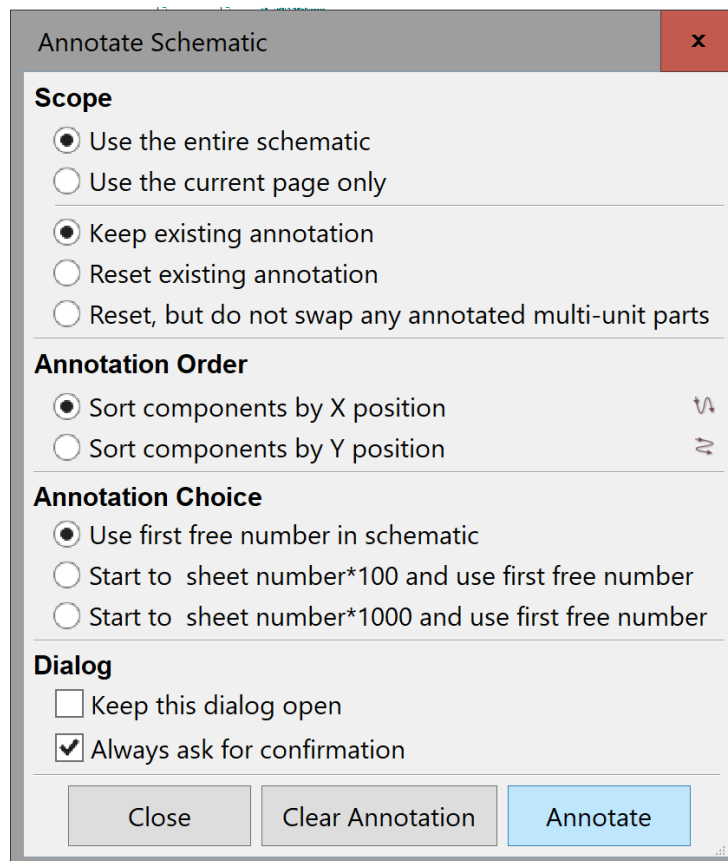 Annotate Schematic
x
Scope
Use the entire schematic
Use the current page only
Keep existing annotation
Reset existing annotation
Reset, but do not swap any annotated multi-unit parts
Annotation Order
Sort components by X position
Sort components by Y position
Annotation Choice
Use first free number in schematic
Start to  sheet number*100 and use first free number
Start to  sheet number*1000 and use first free number
Dialog
Keep this dialog open
Always ask for confirmation
Close
Clear Annotation
Annotate